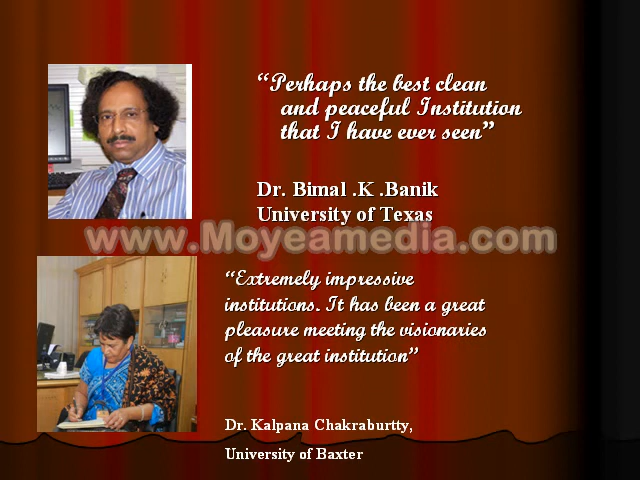 “Perhaps the best clean
and peaceful Institution
that I have ever seen”
Dr. Bimal .K .Banik
University of Texas
www.Moyeamedia.com
“Extremely impressive
institutions. It has been a great
pleasure meeting the visionaries
of the great institution”
Dr. Kalpana Chakraburtty,
University of Baxter